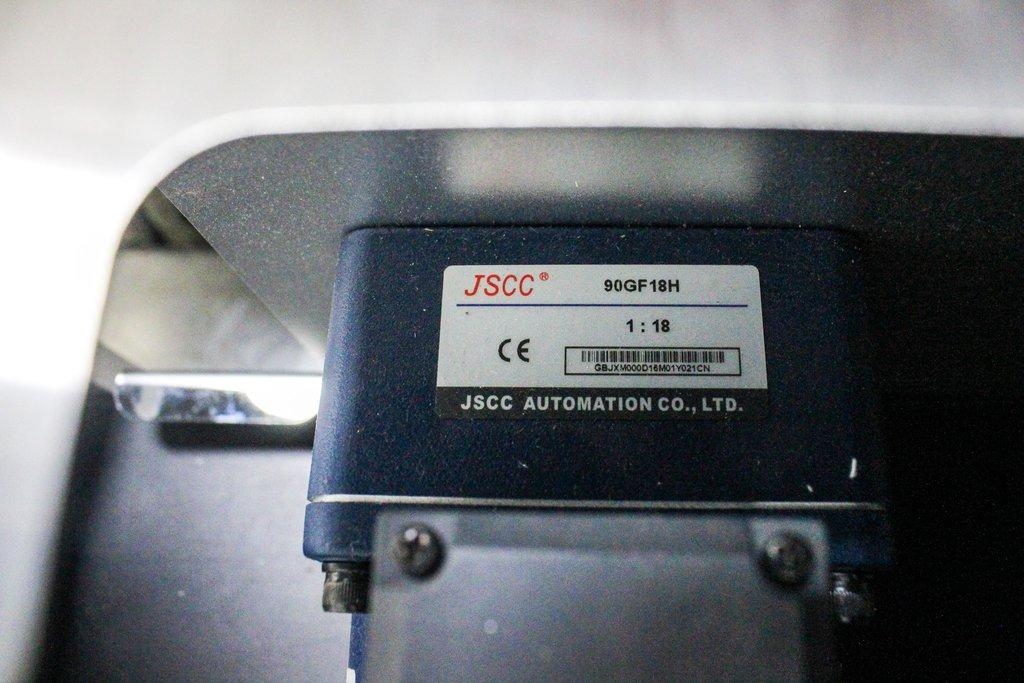 JSCC® 90GF18H
1 : 18
CE
GBJXM000D16M01Y021CN
JSCC AUTOMATION CO., LTD.